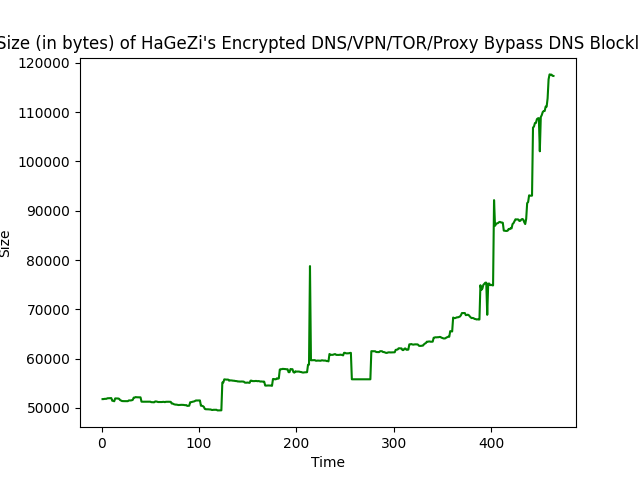 Size (in bytes) of HaGeZi's Encrypted DNS/VPN/TOR/Proxy Bypass DNS Blockl
120000
110000
100000
90000
80000
70000
60000
50000
Size
0 100 200 300 400
Time